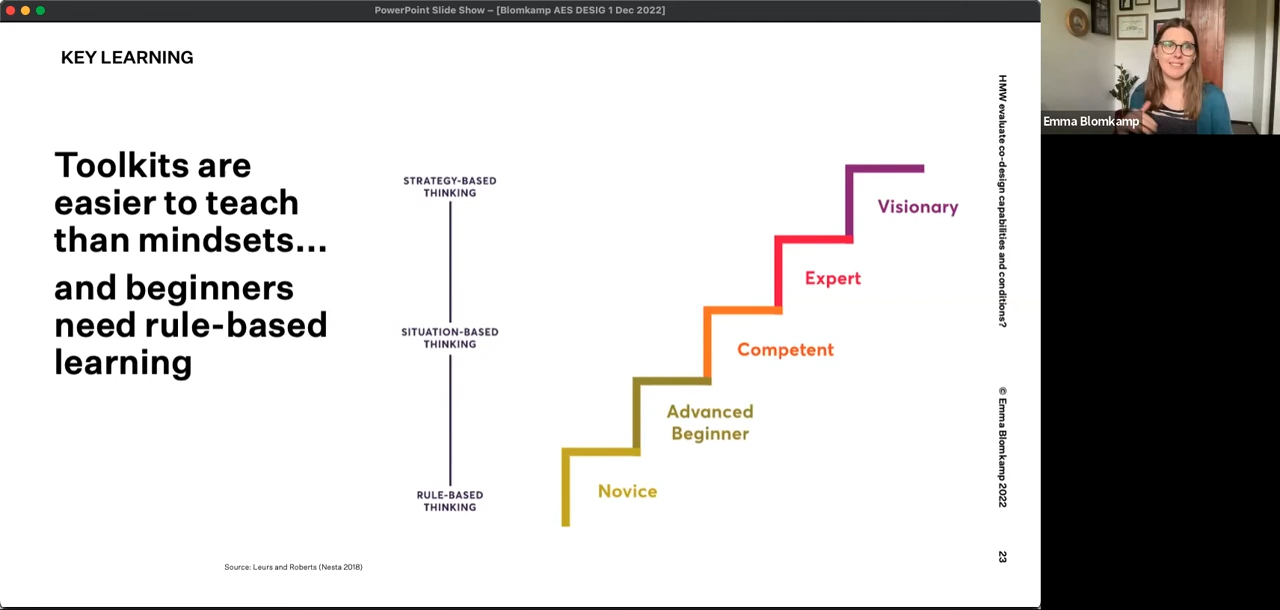 PowerPoint Slide Show – [Blomkamp AES DESIG 1 Dec 2022]
KEY LEARNING
Toolkits are
easier to teach
than mindsets...
and beginners
need rule-based
learning
STRATEGY-BASED
THINKING
SITUATION-BASED
THINKING
RULE-BASED
THINKING
Visionary
Expert
Competent
Advanced
Beginner
Novice
Source: Leurs and Roberts (Nesta 2018)
HMW evaluate co-design capabilities and conditions?
© Emma Blomkamp 2022
23
Emma Blomkamp